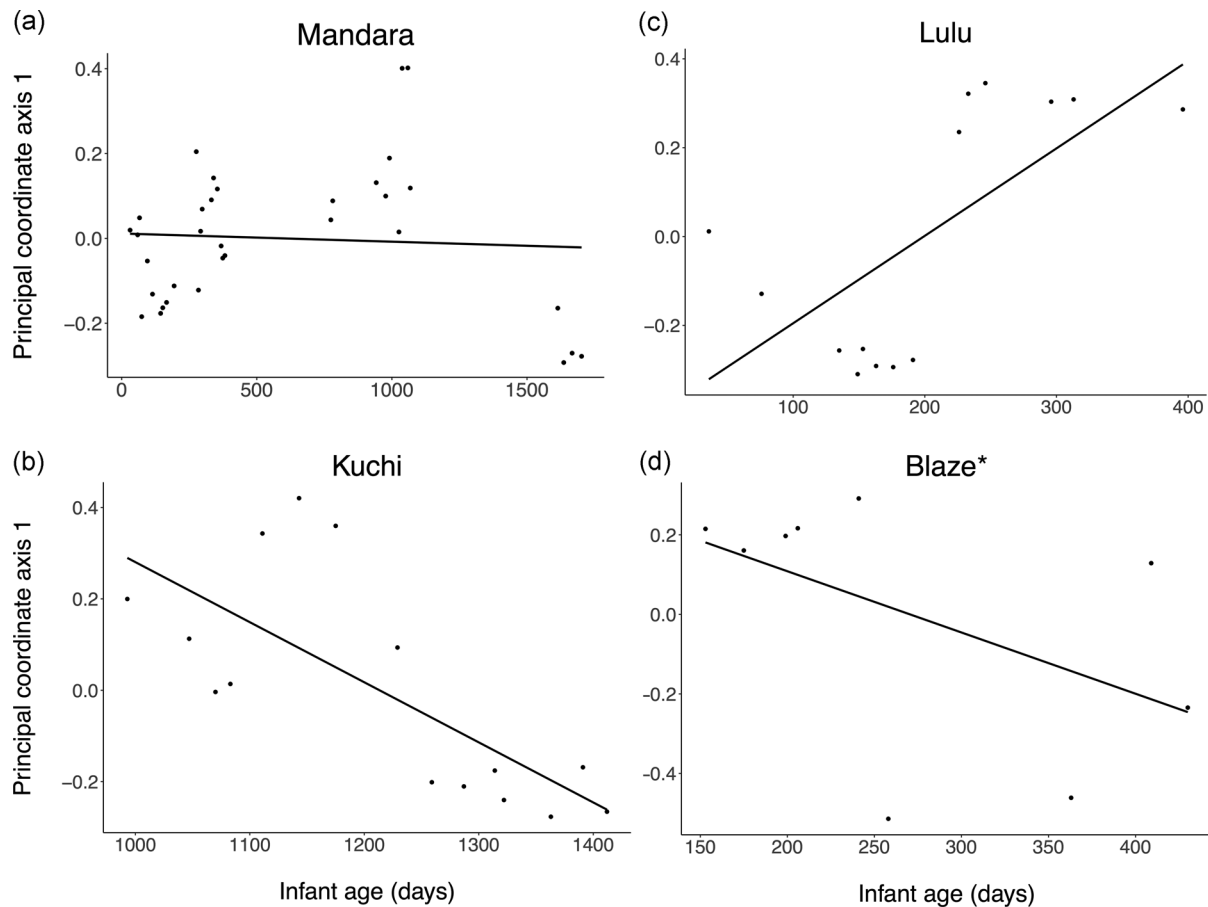 (a)
Mandara
Principal coordinate axis 1
0.4
0.2
0.0
−0.2
0 500 1000 1500
(c)
Lulu
0.4
0.2
0.0
−0.2
100 200 300 400
(b)
Kuchi
Principal coordinate axis 1
0.4
0.2
0.0
−0.2
1000 1100 1200 1300 1400
Infant age (days)
(d)
Blaze*
0.2
0.0
−0.2
−0.4
150 200 250 300 350 400
Infant age (days)